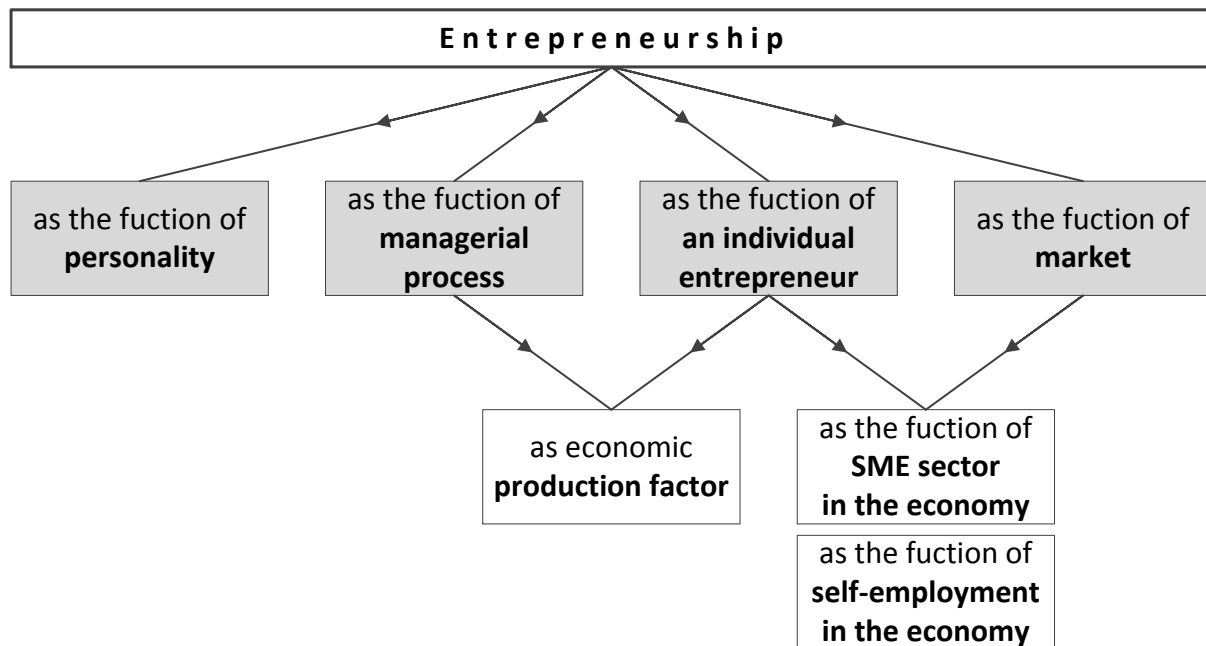 Entrepreneurship
as the fuction of
personality
as the fuction of
managerial
process
as the fuction of
an individual
entrepreneur
as the fuction of
market
as economic
production factor
as the fuction of
SME sector
in the economy
as the fuction of
self-employment
in the economy